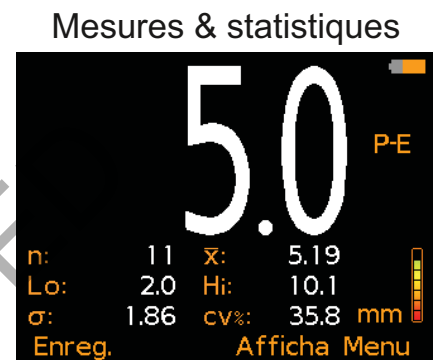 Mesures & statistiques
5.0 P-E
n: 11 x̅: 5.19
Lo: 2.0 Hi: 10.1
σ: 1.86 cv%: 35.8 mm
Enreg. Afficha Menu